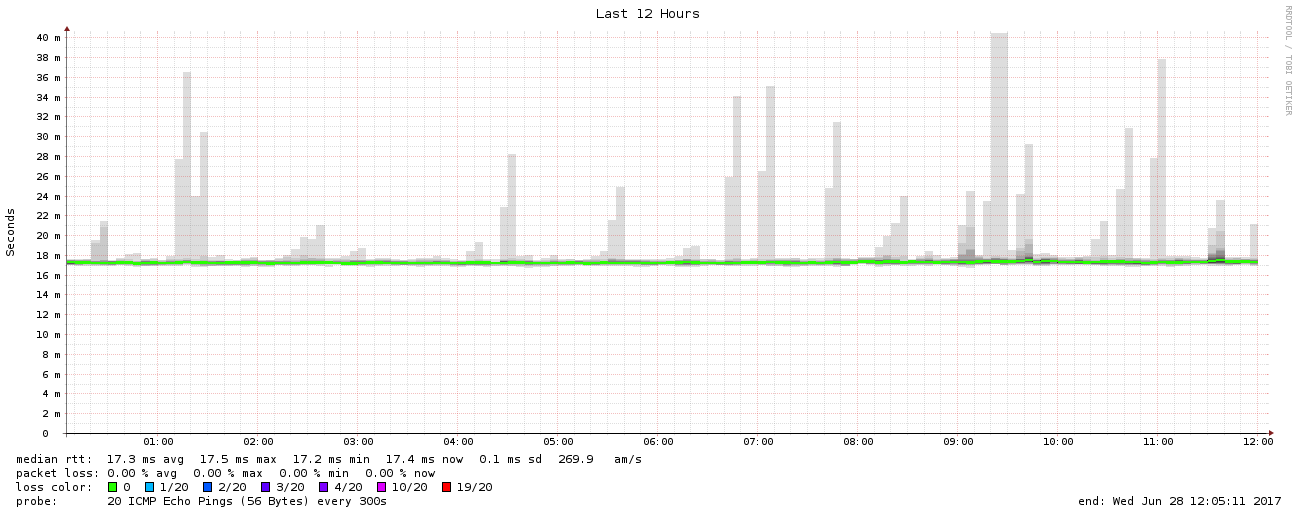 Last 12 Hours
RRDTOOL / TOBI OETIKER
Seconds
40 m
38 m
36 m
34 m
32 m
30 m
28 m
26 m
24 m
22 m
20 m
18 m
16 m
14 m
12 m
10 m
8 m
6 m
4 m
2 m
0
01:00 02:00 03:00 04:00 05:00 06:00 07:00 08:00 09:00 10:00 11:00 12:00
median rtt: 17.3 ms avg 17.5 ms max 17.2 ms min 17.4 ms now 0.1 ms sd 269.9 am/s
packet loss: 0.00 % avg 0.00 % max 0.00 % min 0.00 % now
loss color: 0 1/20 2/20 3/20 4/20 10/20 19/20
probe: 20 ICMP Echo Pings (56 Bytes) every 300s end: Wed Jun 28 12:05:11 2017